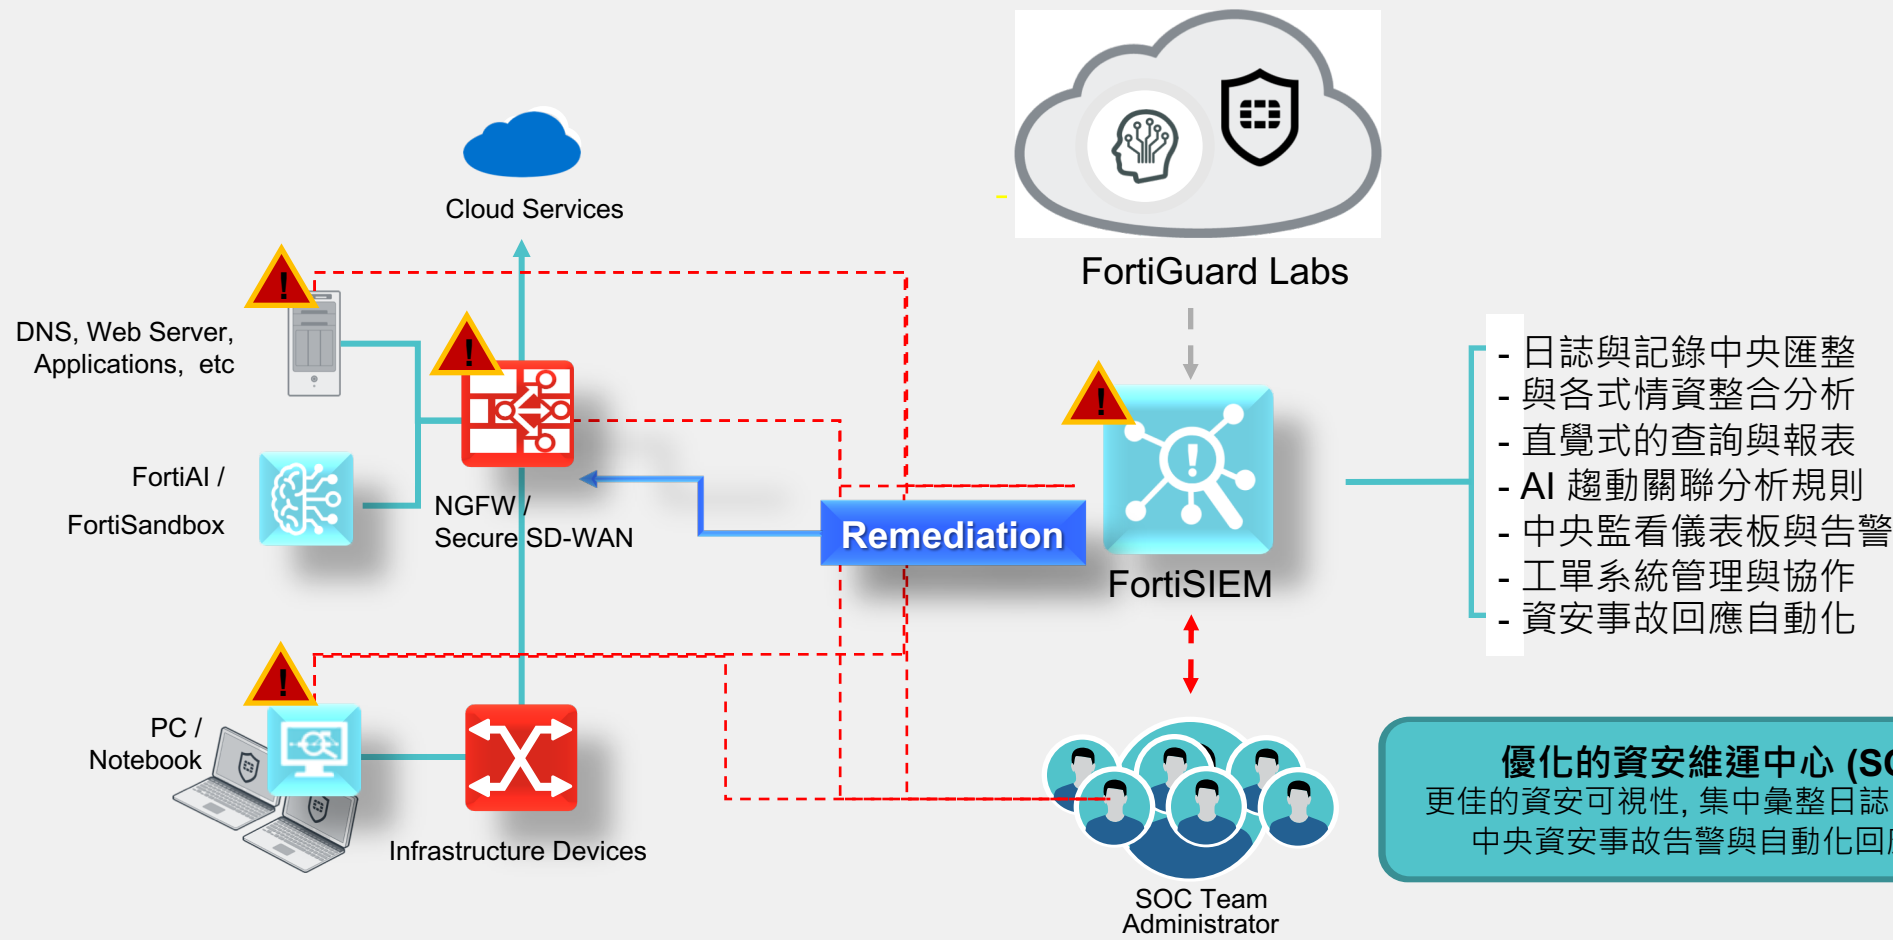 Cloud Services
FortiGuard Labs
DNS, Web Server,
Applications, etc
FortiAI /
FortiSandbox
NGFW /
Secure SD-WAN
Remediation
FortiSIEM
- 日誌與記錄中央匯整
- 與各式情資整合分析
- 直覺式的查詢與報表
- AI 趨動關聯分析規則
- 中央監看儀表板與告警
- 工單系統管理與協作
- 資安事故回應自動化
PC /
Notebook
Infrastructure Devices
SOC Team
Administrator
優化的資安維運中心 (SO
更佳的資安可視性, 集中彙整日誌
中央資安事故告警與自動化回應